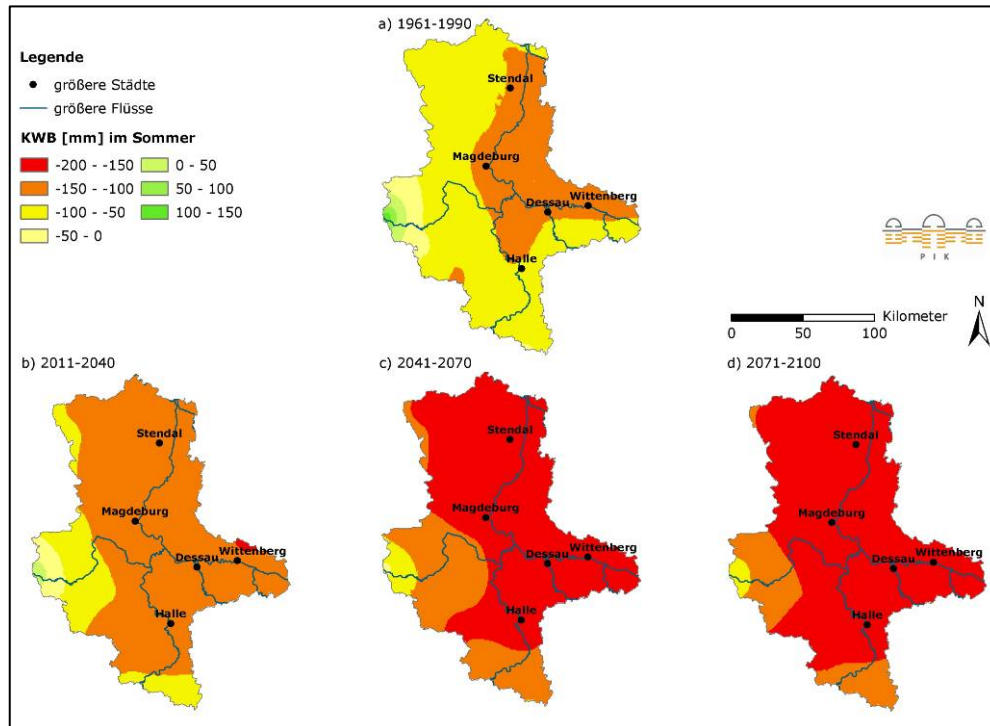 a) 1961-1990
Legende
größere Städte
größere Flüsse
KWB [mm] im Sommer
-200 - -150
0 - 50
-150 - -100
50 - 100
-100 - -50
100 - 150
-50 - 0
Stendal
Magdeburg
Dessau
Wittenberg
Halle
P I K
N
Kilometer
0 50 100
b) 2011-2040
Stendal
Magdeburg
Dessau
Wittenberg
Halle
c) 2041-2070
Stendal
Magdeburg
Dessau
Wittenberg
Halle
d) 2071-2100
Stendal
Magdeburg
Dessau
Wittenberg
Halle